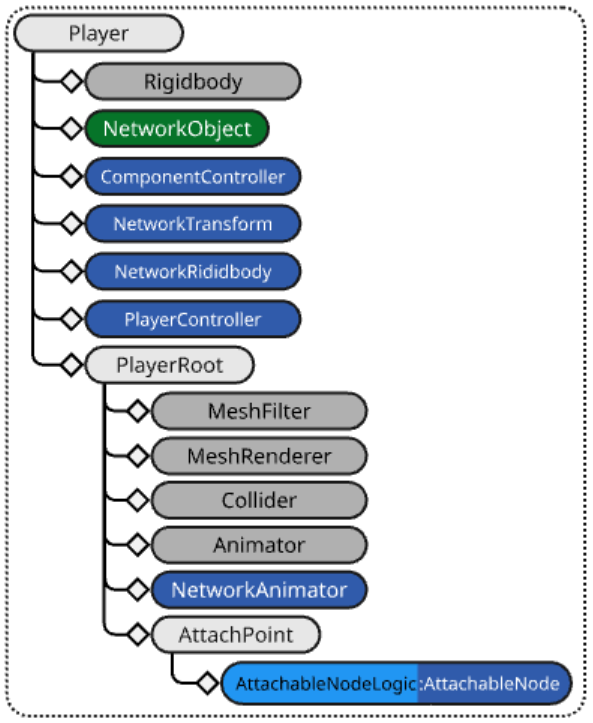 Player
Rigidbody
NetworkObject
ComponentController
NetworkTransform
NetworkRididbody
PlayerController
PlayerRoot
MeshFilter
MeshRenderer
Collider
Animator
NetworkAnimator
AttachPoint
AttachableNodeLogic:AttachableNode